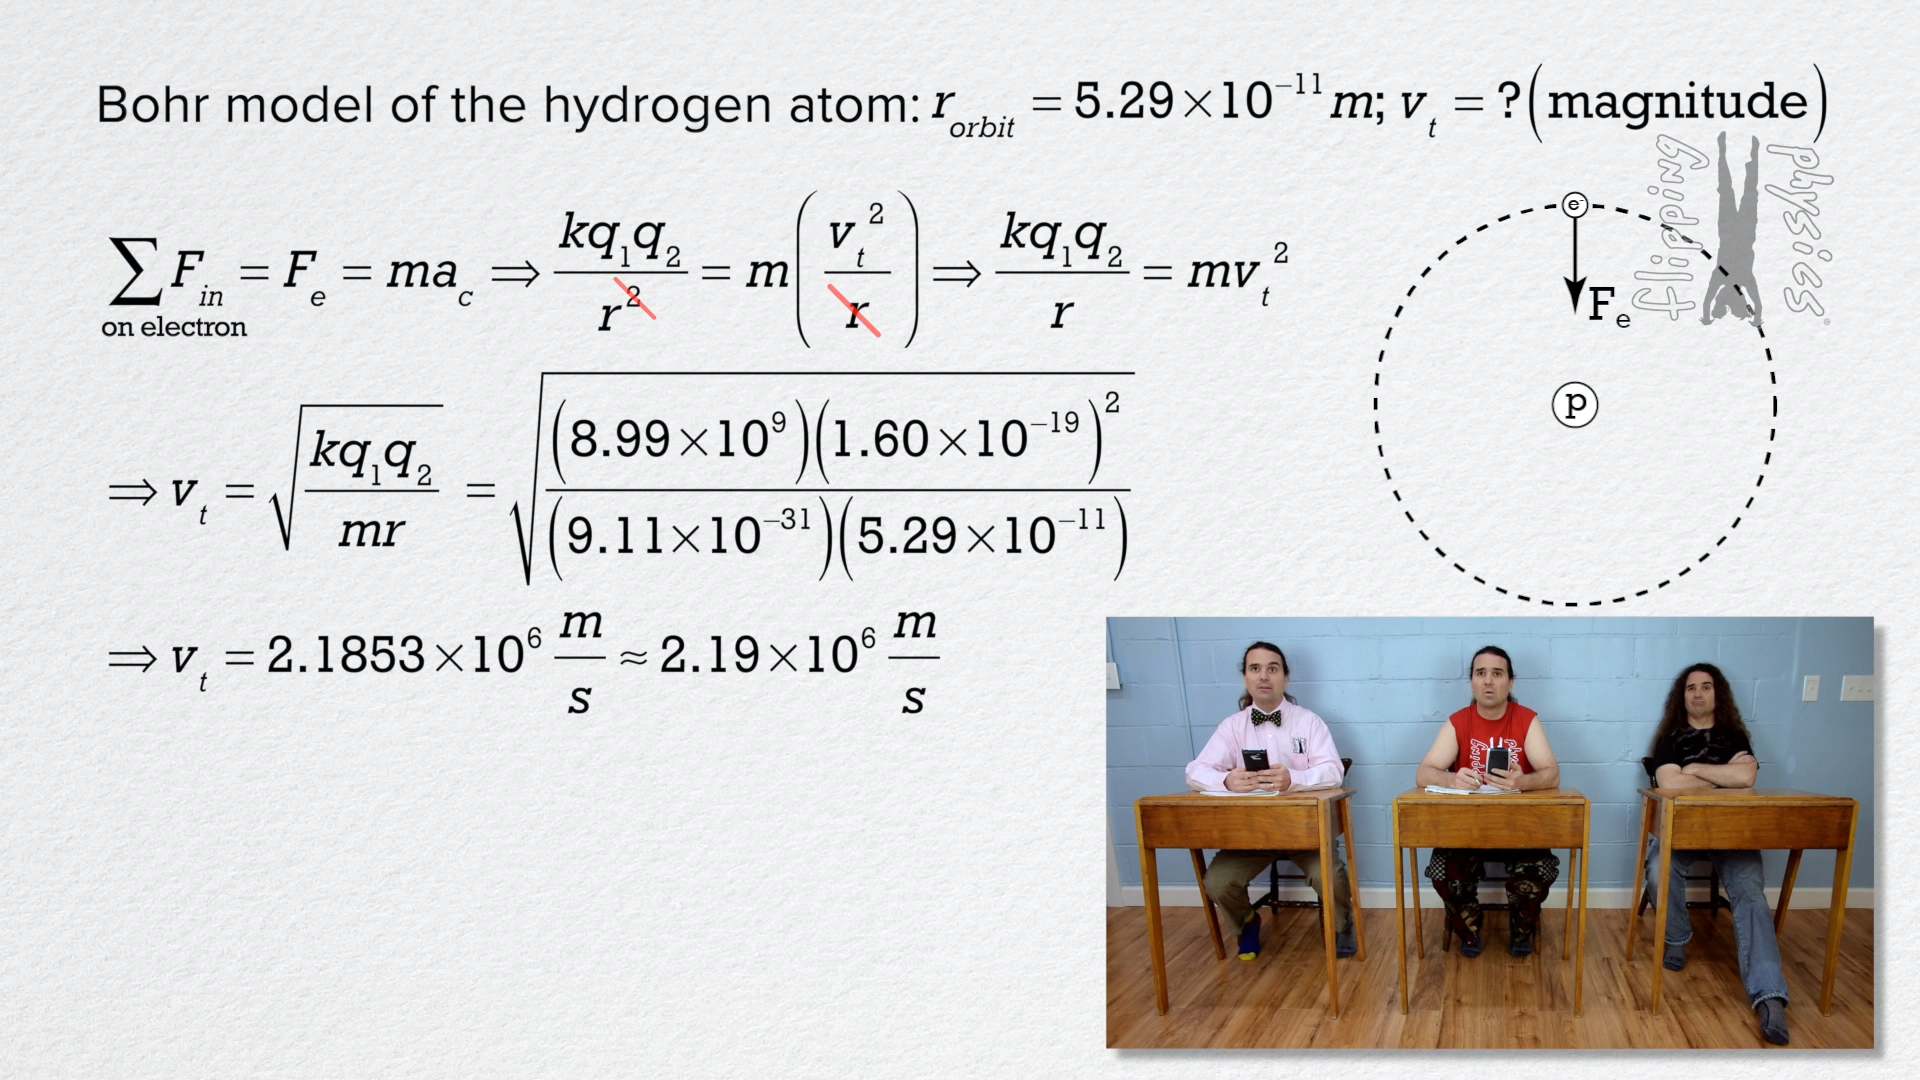 Bohr model of the hydrogen atom: r_orbit = 5.29×10^−11 m; v_t = ?(magnitude)
∑F_in = F_e = ma_c ⇒ kq_1q_2/r^2 = m(v_t^2/r) ⇒ kq_1q_2/r = mv_t^2
on electron
⇒ v_t = √(kq_1q_2/mr) = √((8.99×10^9)(1.60×10^−19)^2/(9.11×10^−31)(5.29×10^−11))
⇒ v_t = 2.1853×10^6 m/s ≈ 2.19×10^6 m/s
e^-
F_e
p
flipping physics